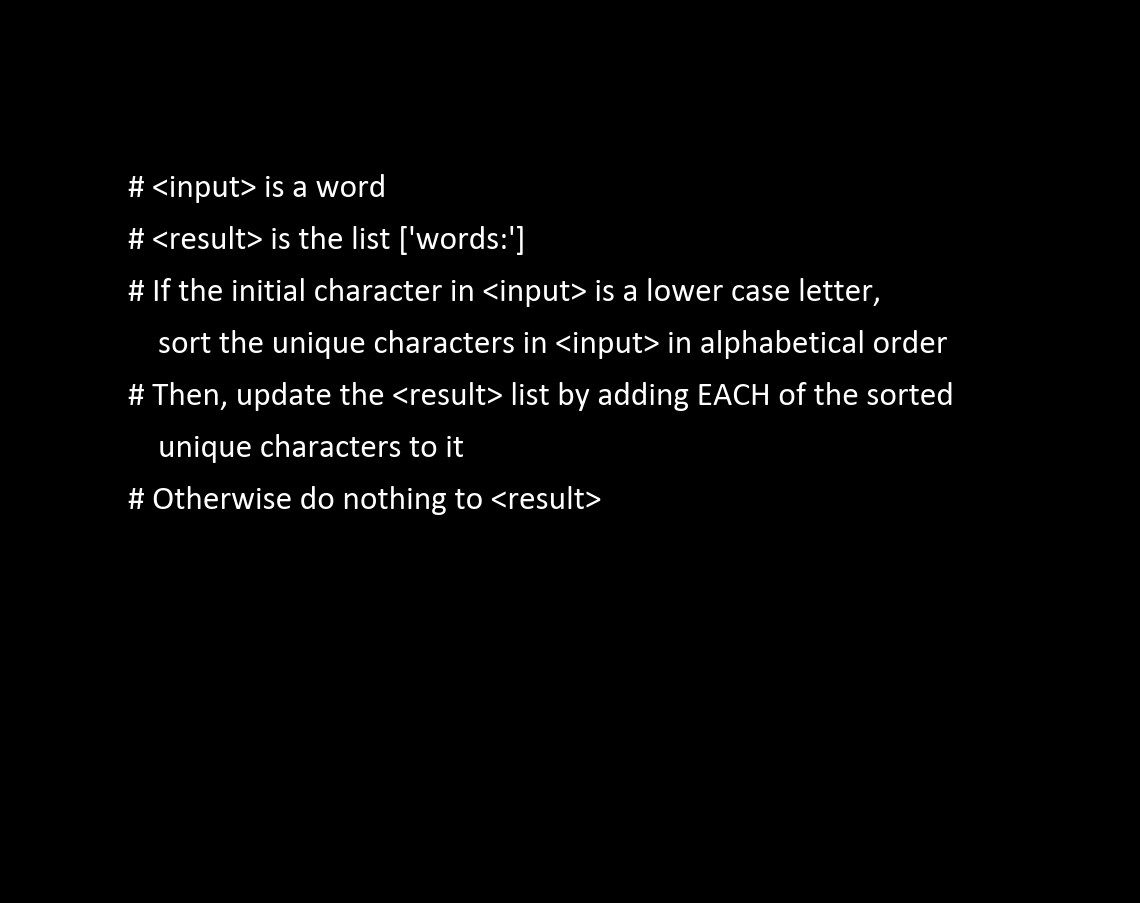 # <input> is a word
# <result> is the list ['words:']
# If the initial character in <input> is a lower case letter,
sort the unique characters in <input> in alphabetical order
# Then, update the <result> list by adding EACH of the sorted
unique characters to it
# Otherwise do nothing to <result>